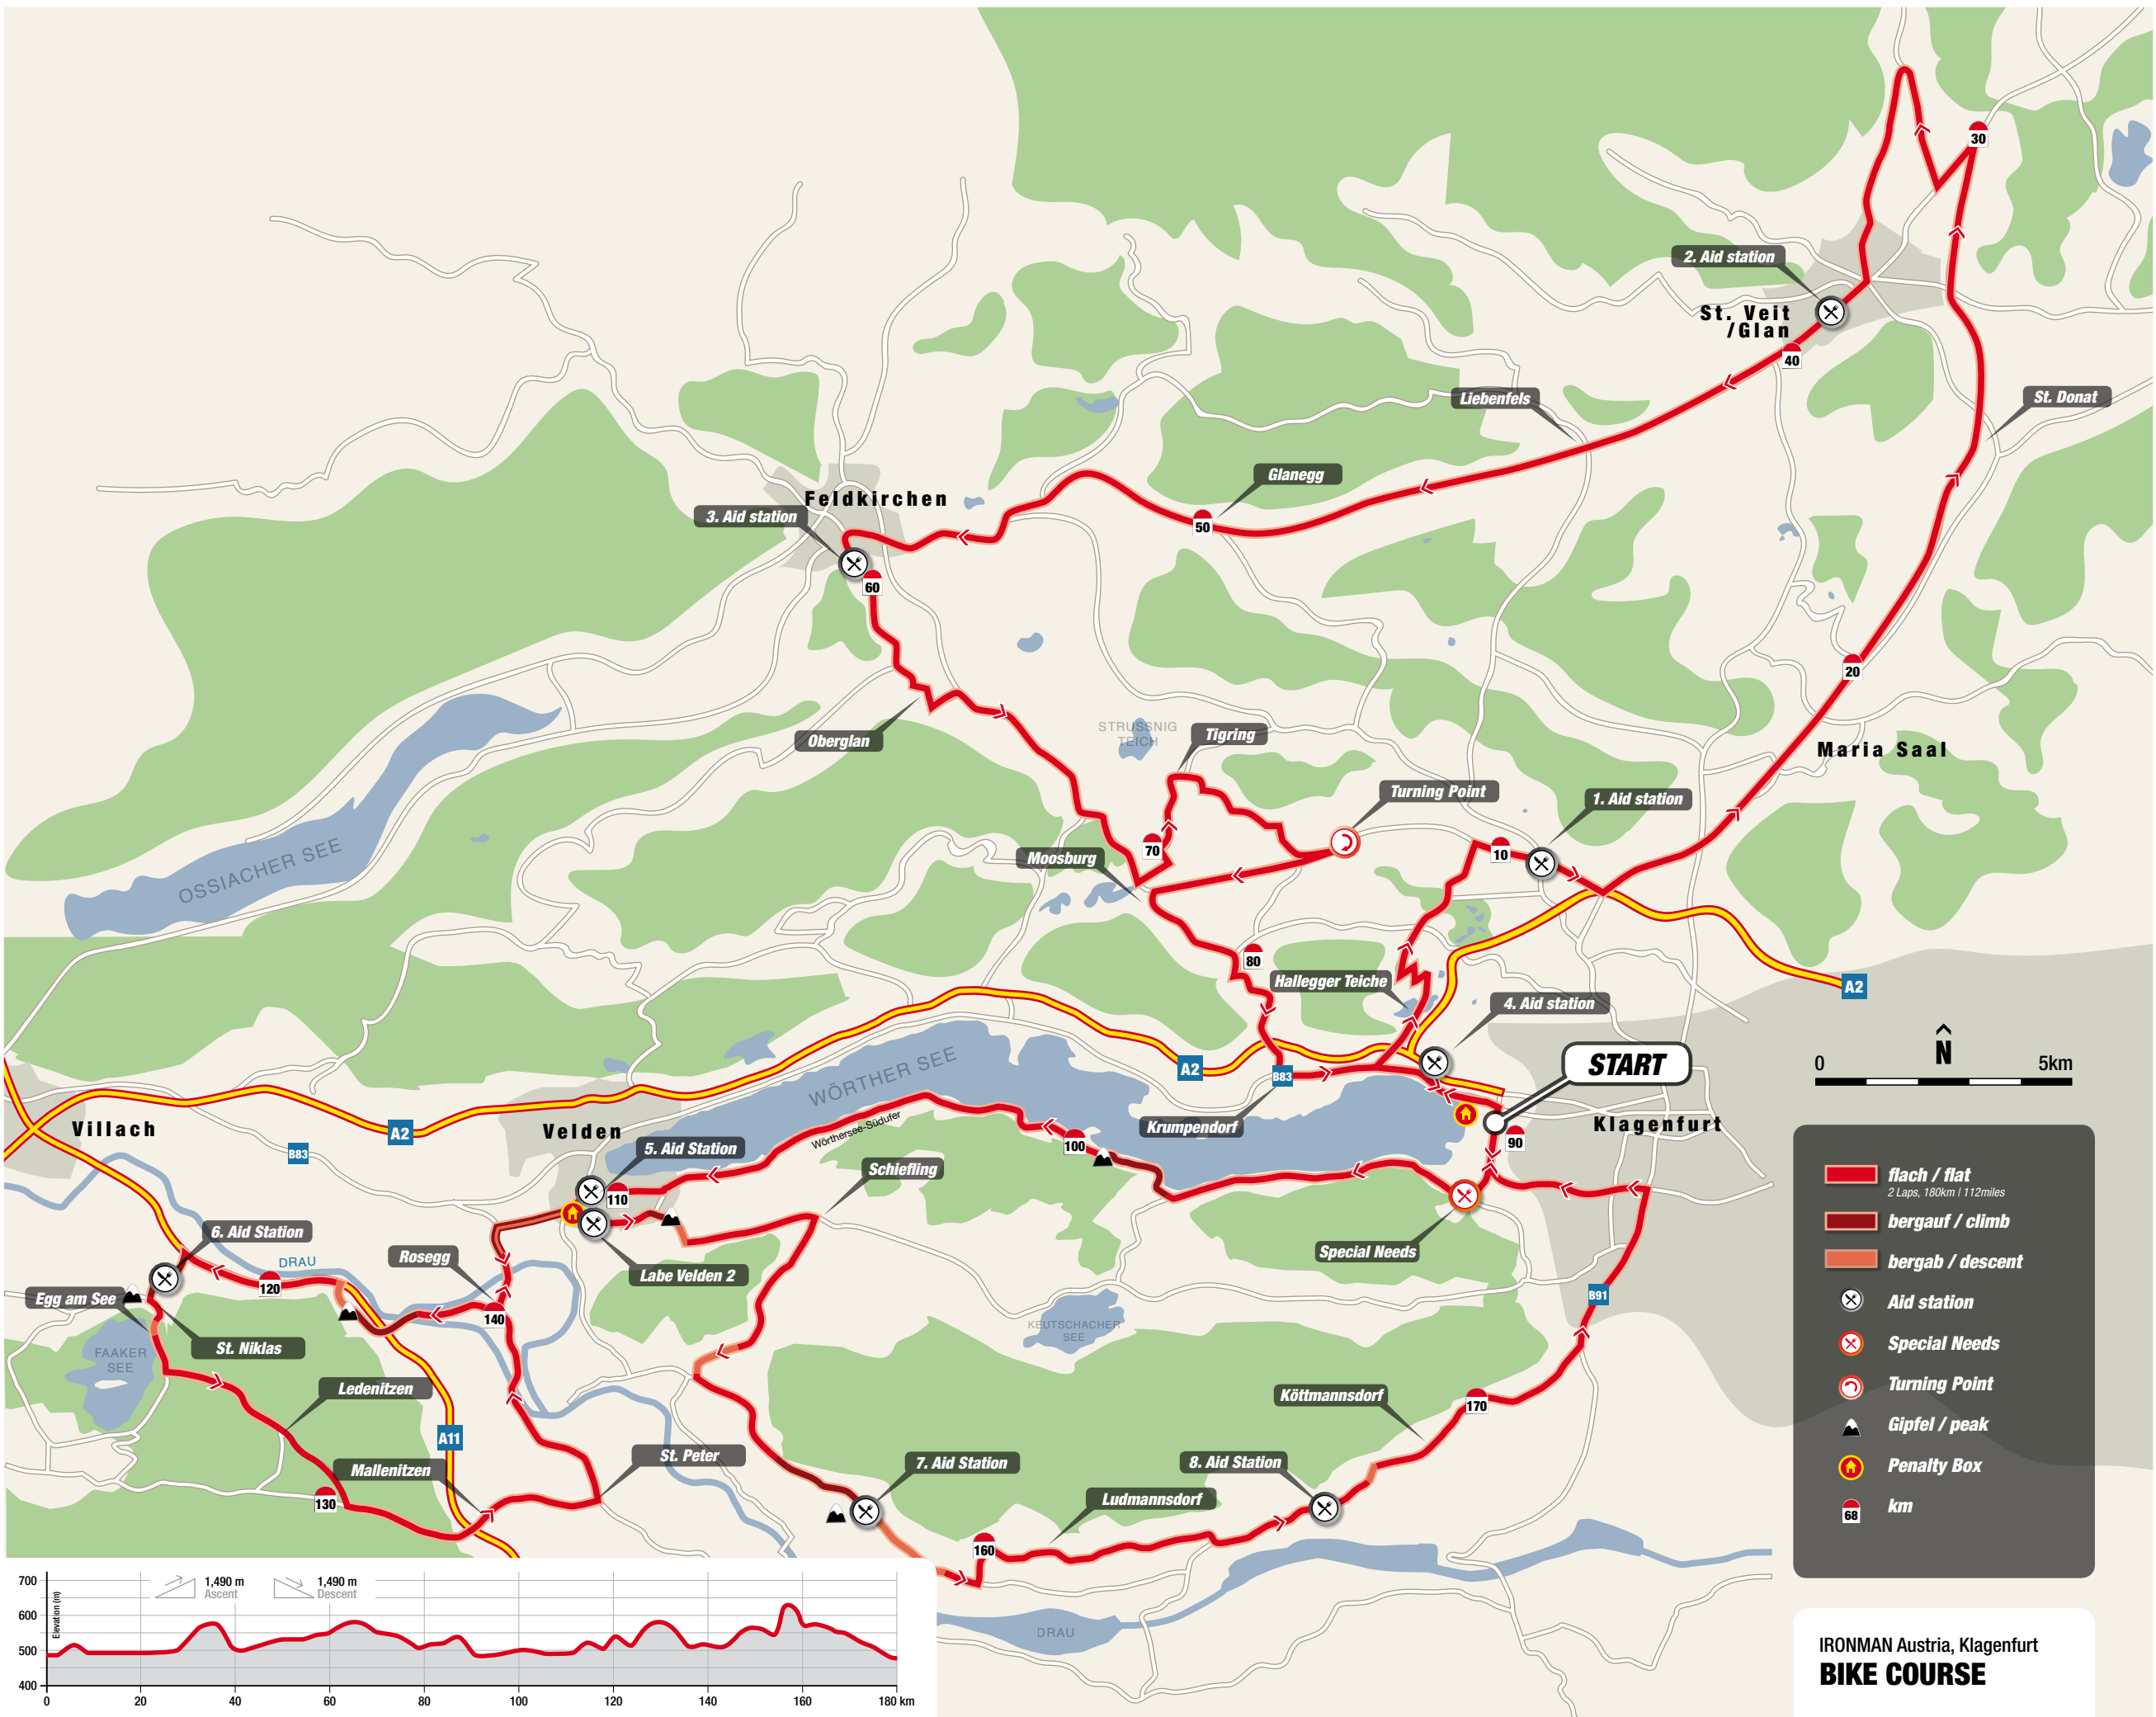 30
2. Aid station
St. Veit
/Glan
40
Liebenfels
St. Donat
Glanegg
Feldkirchen
3. Aid station
50
60
20
STRUSSNIG
TEICH
Tigring
Oberglan
Maria Saal
Turning Point
1. Aid station
70
10
Moosburg
OSSIACHER SEE
80
Hallegger Teiche
A2
4. Aid station
0
N
5km
START
WÖRTHER SEE
A2
B83
Villach
A2
Velden
Wörthersee-Südufer
Krumpendorf
Klagenfurt
B83
5. Aid Station
100
90
Schiefling
110
flach / flat
2 Laps, 180km | 112miles
bergauf / climb
bergab / descent
Aid station
Special Needs
Turning Point
Gipfel / peak
Penalty Box
68
km
6. Aid Station
DRAU
Rosegg
Special Needs
Labe Velden 2
120
Egg am See
B91
140
KEUTSCHACHER
SEE
St. Niklas
FAAKER
SEE
Ledenitzen
Köttmannsdorf
170
A11
St. Peter
Mallenitzen
7. Aid Station
8. Aid Station
130
Ludmannsdorf
160
DRAU
700
600
500
400
Elevation (m)
1,490 m
Ascent
1,490 m
Descent
0 20 40 60 80 100 120 140 160 180 km
IRONMAN Austria, Klagenfurt
BIKE COURSE